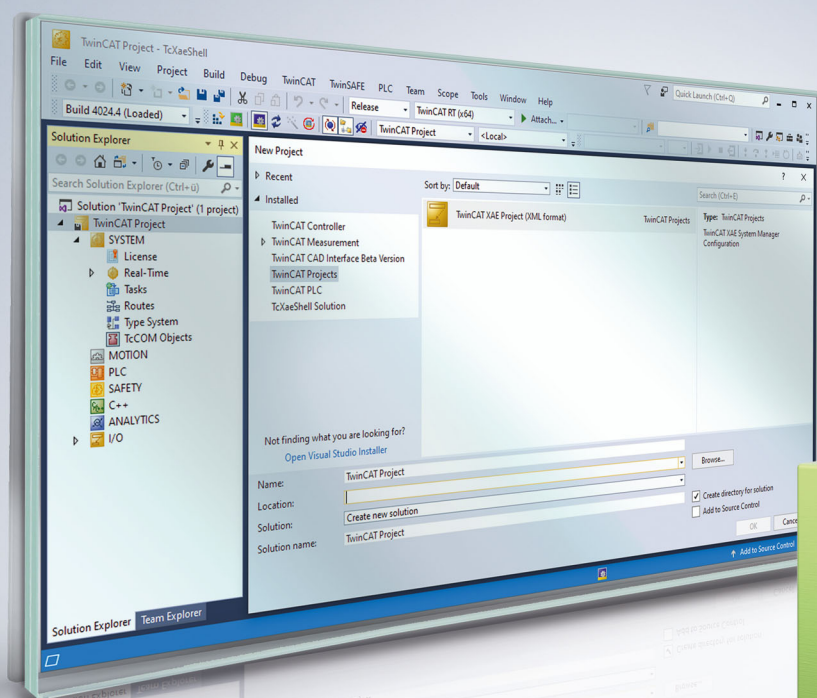 TwinCAT Project - TcXaeShell
File Edit View Project Build Debug TwinCAT TwinSAFE PLC Team Scope Tools Window Help
Quick Launch (Ctrl+Q)
Release TwinCAT RT (x64) Attach...
Build 4024.4 (Loaded) TwinCAT Project <Local>
Solution Explorer
Search Solution Explorer (Ctrl+ü)
Solution 'TwinCAT Project' (1 project)
TwinCAT Project
SYSTEM
License
Real-Time
Tasks
Routes
Type System
TcCOM Objects
MOTION
PLC
SAFETY
C++
ANALYTICS
I/O
Solution Explorer Team Explorer
New Project
? X
Recent
Installed
TwinCAT Controller
TwinCAT Measurement
TwinCAT CAD Interface Beta Version
TwinCAT Projects
TwinCAT PLC
TcXaeShell Solution
Not finding what you are looking for?
Open Visual Studio Installer
Sort by: Default
Search (Ctrl+E)
TwinCAT XAE Project (XML format) TwinCAT Projects
Type: TwinCAT Projects
TwinCAT XAE System Manager
Configuration
Name: TwinCAT Project
Location:
Browse...
Solution: Create new solution
Create directory for solution
Solution name: TwinCAT Project
Add to Source Control
OK Cance
Add to Source Control